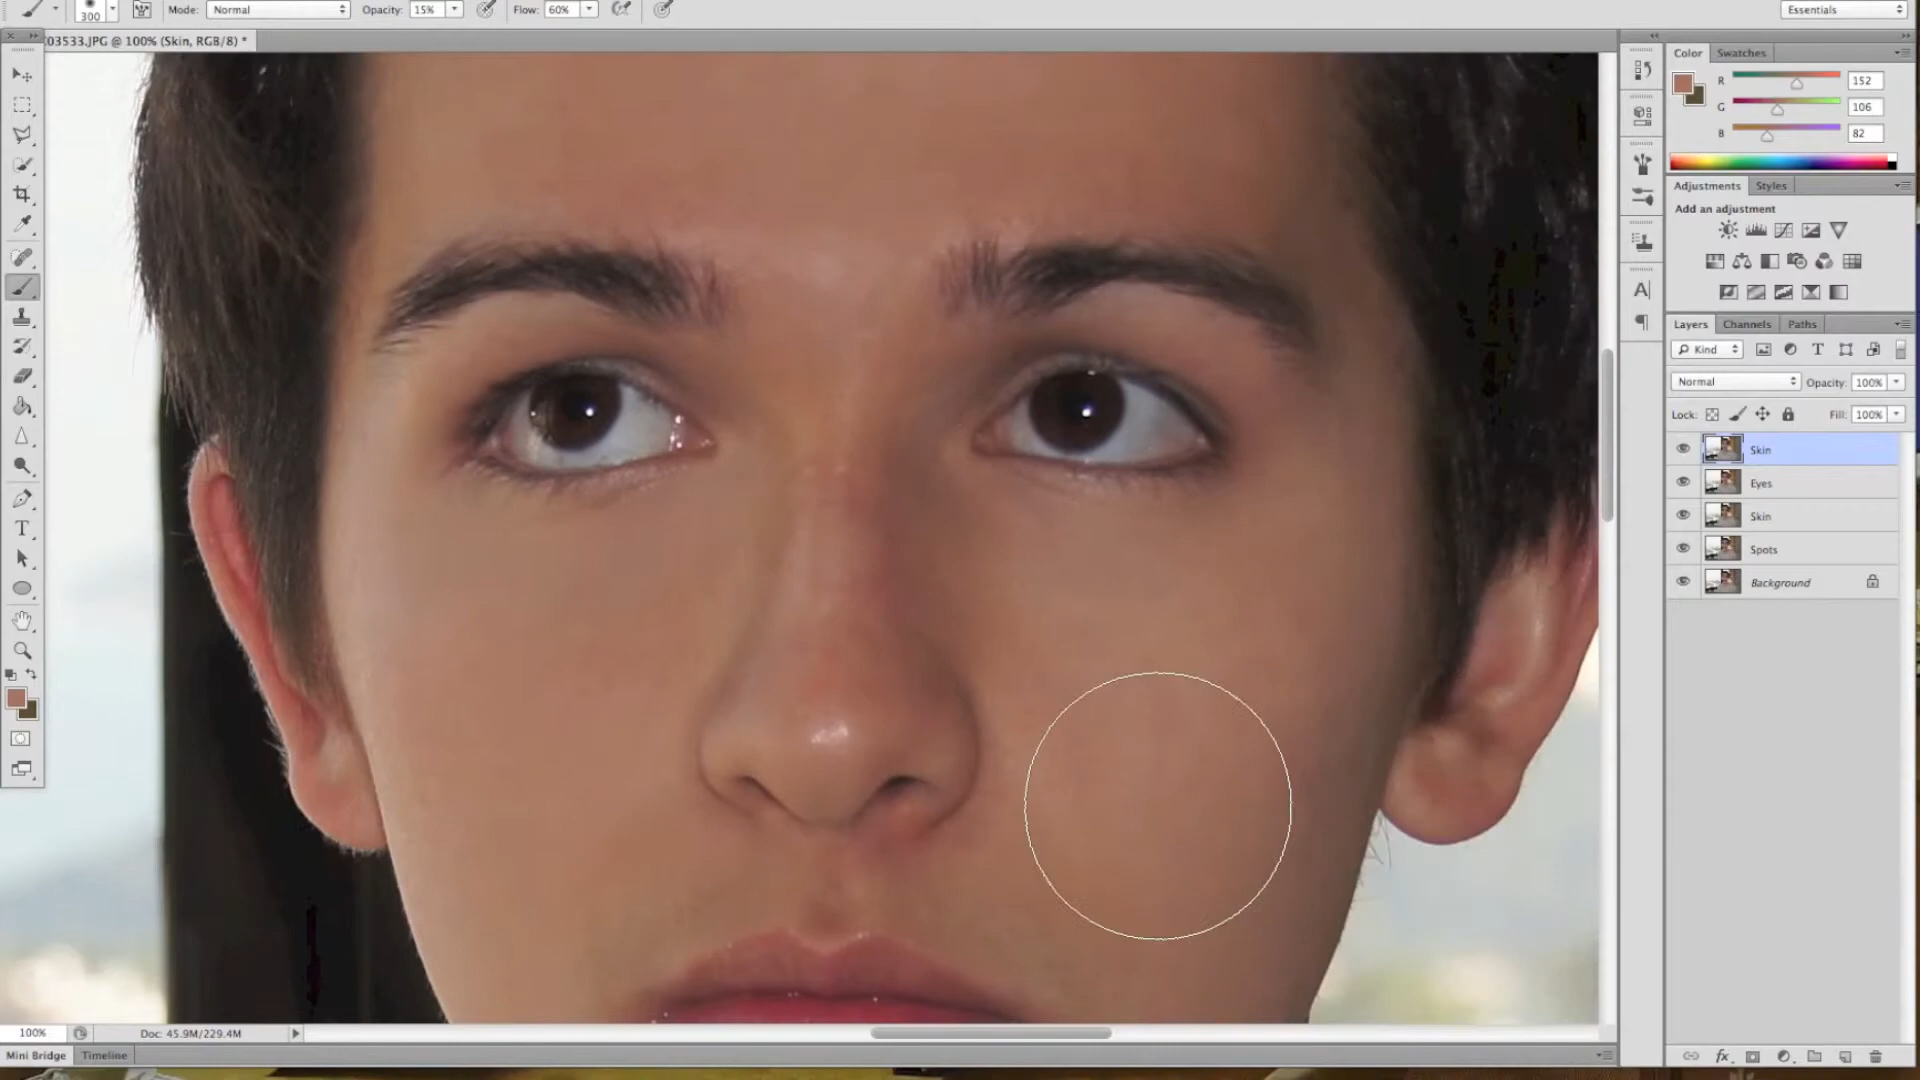 300 Mode: Normal Opacity: 15% Flow: 60% Essentials
03533.JPG @ 100% (Skin, RGB/8) *
Color Swatches
R 152
G 106
B 82
Adjustments Styles
Add an adjustment
Layers Channels Paths
Kind
Normal Opacity: 100%
Lock: Fill: 100%
Skin
Eyes
Skin
Spots
Background
100% Doc: 45.9M/229.4M
Mini Bridge Timeline